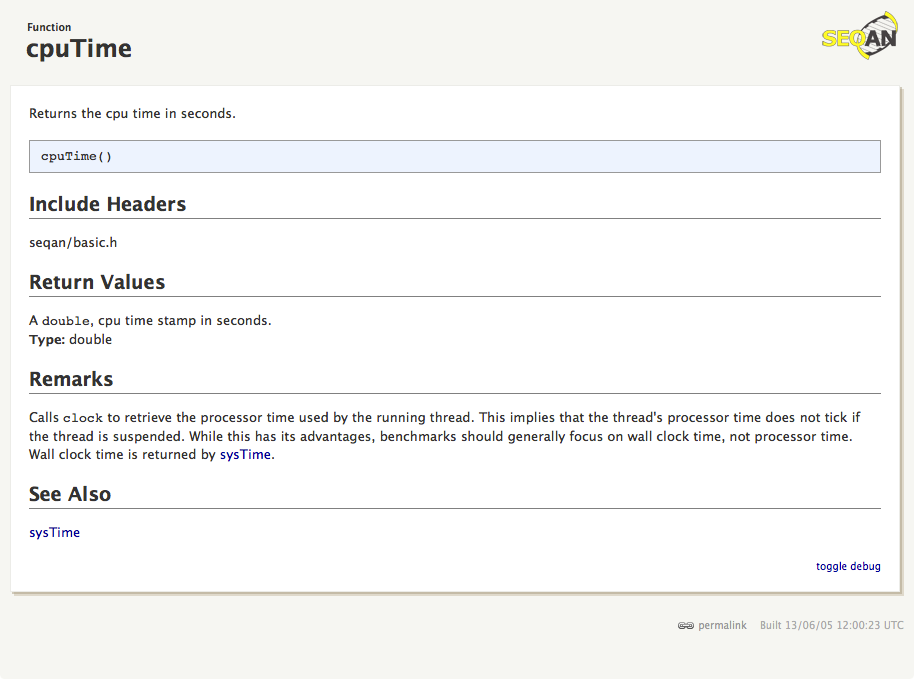 Function
cpuTime
SEQAN
Returns the cpu time in seconds.
cpuTime()
Include Headers
seqan/basic.h
Return Values
A double, cpu time stamp in seconds.
Type: double
Remarks
Calls clock to retrieve the processor time used by the running thread. This implies that the thread's processor time does not tick if
the thread is suspended. While this has its advantages, benchmarks should generally focus on wall clock time, not processor time.
Wall clock time is returned by sysTime.
See Also
sysTime
toggle debug
permalink Built 13/06/05 12:00:23 UTC